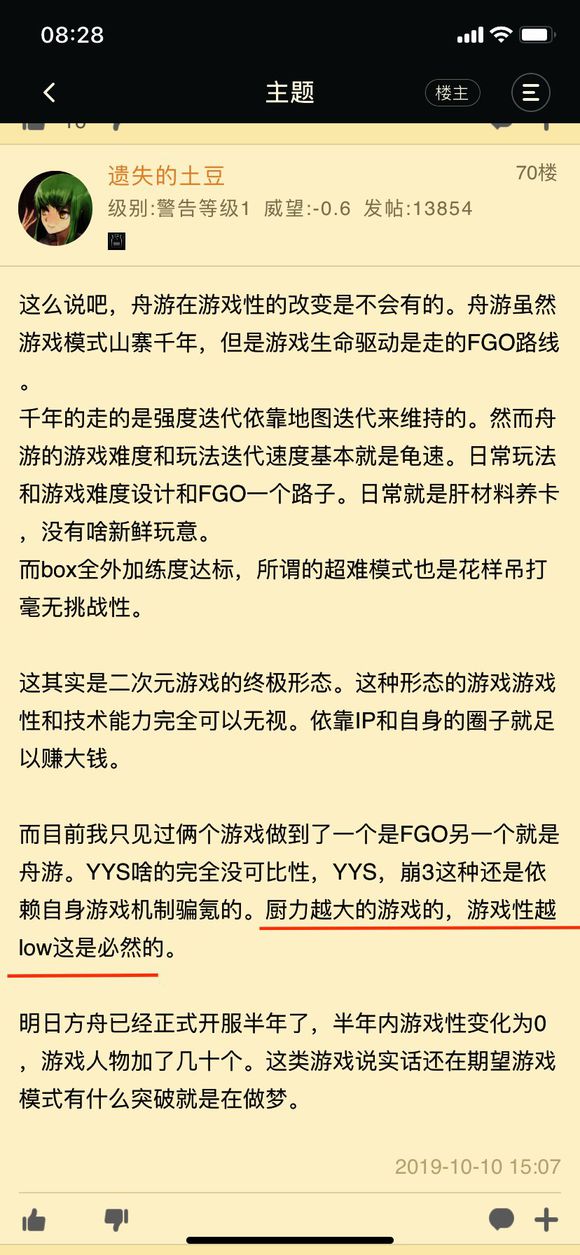 08:28
主题
楼主
遗失的土豆
70楼
级别:警告等级1 威望:-0.6 发帖:13854
这么说吧，舟游在游戏性的改变是不会有的。舟游虽然
游戏模式山寨千年，但是游戏生命驱动是走的FGO路线
。
千年的走的是强度迭代依靠地图迭代来维持的。然而舟
游的游戏难度和玩法迭代速度基本就是龟速。日常玩法
和游戏难度设计和FGO一个路子。日常就是肝材料养卡
，没有啥新鲜玩意。
而box全外加练度达标，所谓的超难模式也是花样吊打
毫无挑战性。
这其实是二次元游戏的终极形态。这种形态的游戏游戏
性和技术能力完全可以无视。依靠IP和自身的圈子就足
以赚大钱。
而目前我只见过俩个游戏做到了一个是FGO另一个就是
舟游。YYS啥的完全没可比性，YYS，崩3这种还是依
赖自身游戏机制骗氪的。厨力越大的游戏的，游戏性越
low这是必然的。
明日方舟已经正式开服半年了，半年内游戏性变化为0
，游戏人物加了几十个。这类游戏说实话还在期望游戏
模式有什么突破就是在做梦。
2019-10-10 15:07